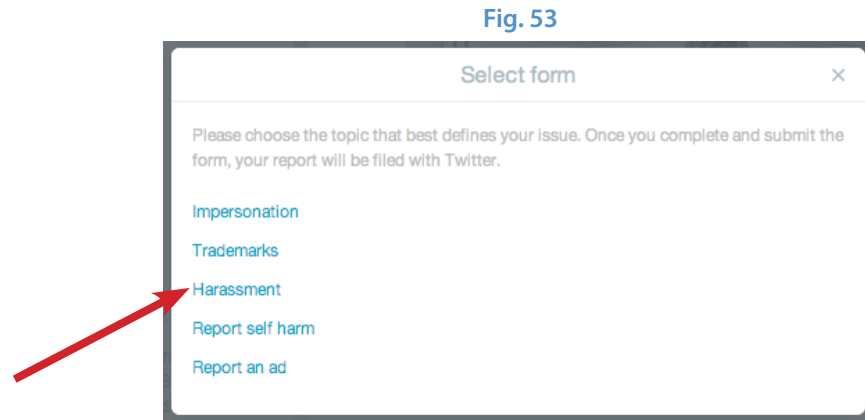 Fig. 53
Select form
×
Please choose the topic that best defines your issue. Once you complete and submit the
form, your report will be filed with Twitter.
Impersonation
Trademarks
Harassment
Report self harm
Report an ad